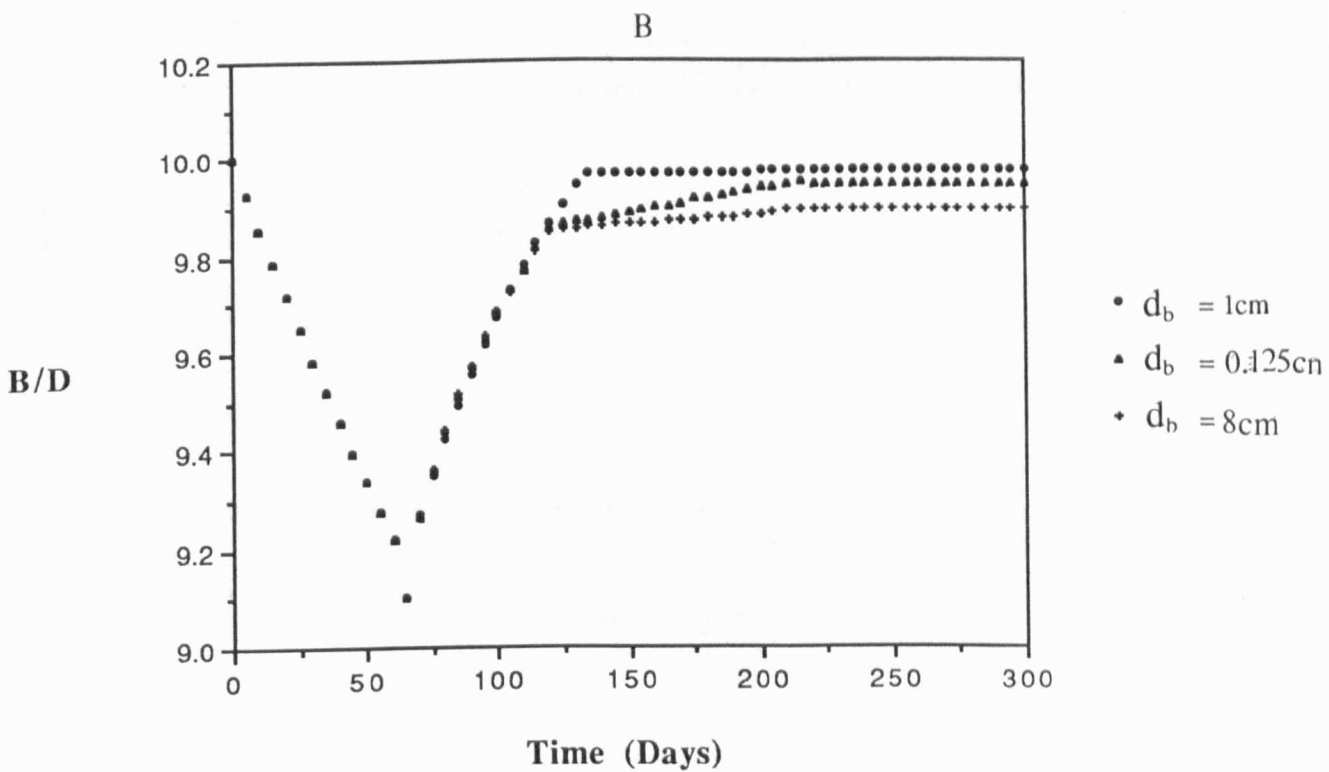 B
10.2
10.0
9.8
9.6
9.4
9.2
9.0
B/D
0 50 100 150 200 250 300
Time (Days)
d_b = 1cm
d_b = 0.125cn
d_b = 8cm